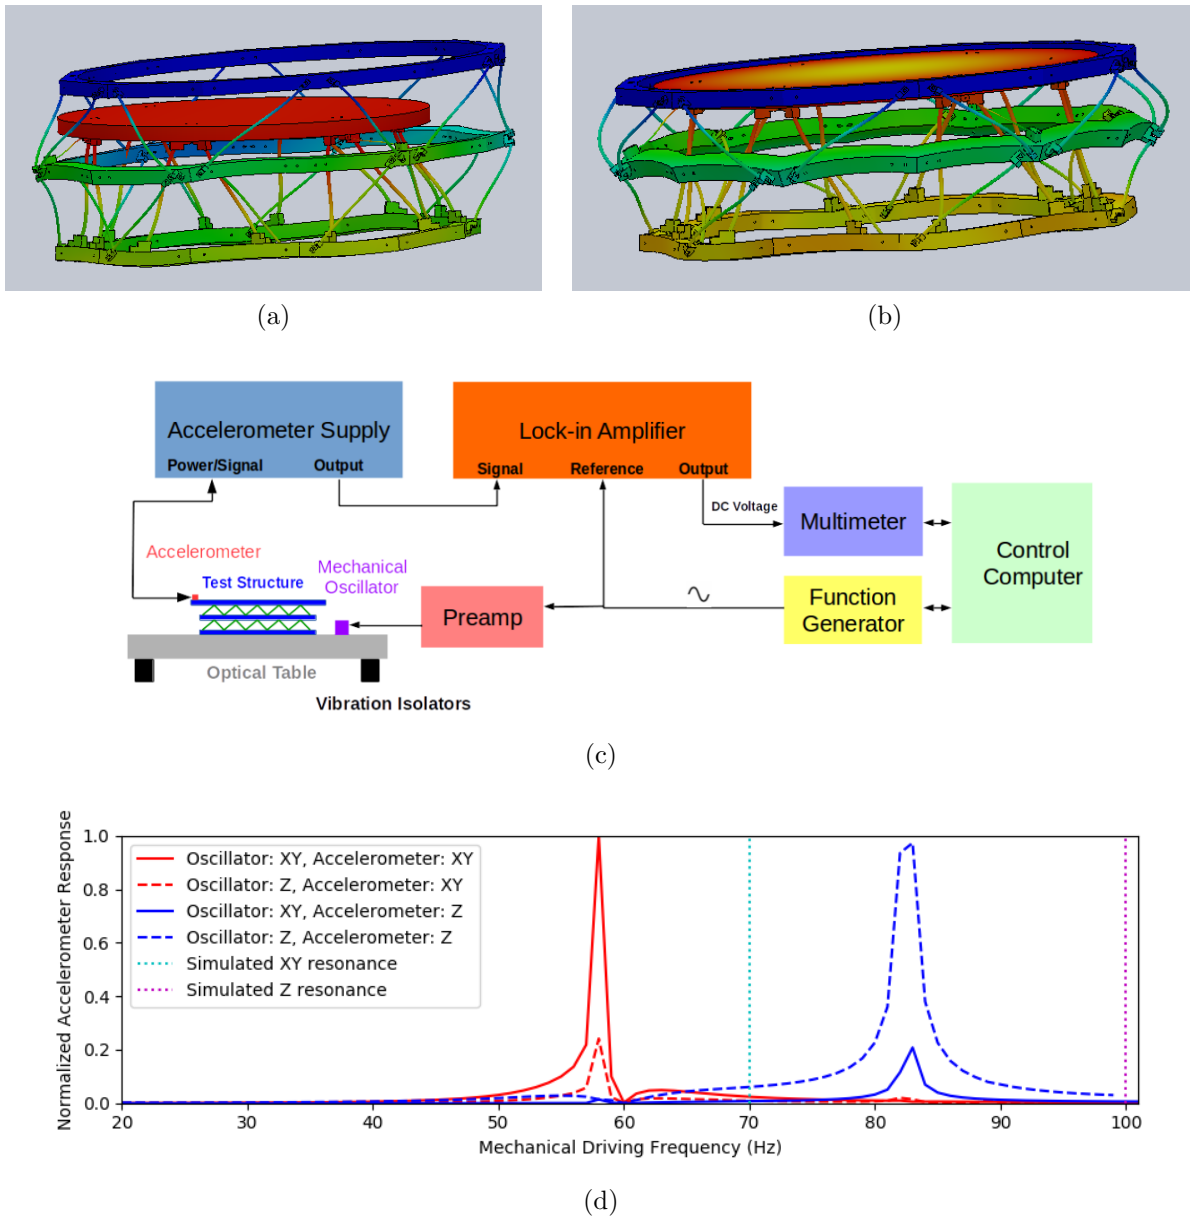 (a)
(b)
Accelerometer Supply
Power/Signal
Output
Lock-in Amplifier
Signal
Reference
Output
DC Voltage
Multimeter
Control
Computer
Accelerometer
Test Structure
Mechanical
Oscillator
Preamp
Function
Generator
Optical Table
Vibration Isolators
(c)
Normalized Accelerometer Response
1.0
0.8
0.6
0.4
0.2
0.0
Oscillator: XY, Accelerometer: XY
Oscillator: Z, Accelerometer: XY
Oscillator: XY, Accelerometer: Z
Oscillator: Z, Accelerometer: Z
Simulated XY resonance
Simulated Z resonance
20 30 40 50 60 70 80 90 100
Mechanical Driving Frequency (Hz)
(d)